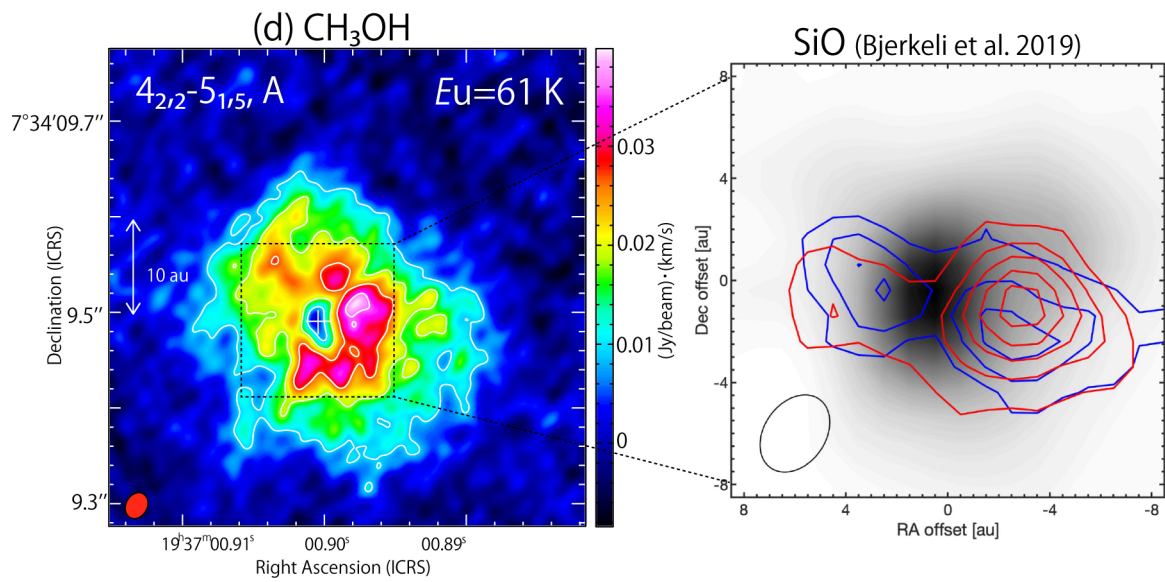 (d) CH₃OH
SiO (Bjerkeli et al. 2019)
4₂,₂-5₁,₅, A
Eu=61 K
7°34′09.7′′
9.5′′
9.3′′
Declination (ICRS)
10 au
19ʰ37ᵐ00.91ˢ
00.90ˢ
00.89ˢ
Right Ascension (ICRS)
0.03
0.02
0.01
0
(Jy/beam)·(km/s)
8
4
0
-4
-8
Dec offset [au]
8
4
0
-4
-8
RA offset [au]